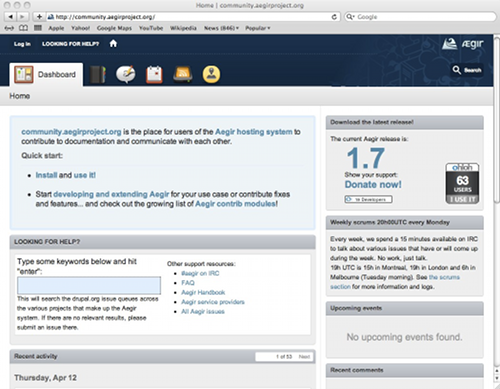 Home | community.aegirproject.org
http://community.aegirproject.org/
Google
Apple Yahoo! Google Maps YouTube Wikipedia News (846) Popular
Log in LOOKING FOR HELP?
ÆGIR
Dashboard
Search
Home
community.aegirproject.org is the place for users of the Aegir hosting system to
contribute to documentation and communicate with each other.
Quick start:
Install and use it!
Start developing and extending Aegir for your use case or contribute fixes
and features... and check out the growing list of Aegir contrib modules!
LOOKING FOR HELP?
Type some keywords below and hit
"enter":
This will search the drupal.org issue queues across
the various projects that make up the Aegir
system. If there are no relevant results, please
submit an issue there.
Other support resources:
#aegir on IRC
FAQ
Aegir Handbook
Aegir service providers
All Aegir issues
Recent activity
1 of 53 Next
Thursday, Apr 12
Download the latest release!
The current Aegir release is:
1.7
Show your support:
Donate now!
14 Developers
ohloh
63
USERS
I USE IT
Weekly scrums 20h00UTC every Monday
Every week, we spend a 15 minutes available on IRC
to talk about various issues that have or will come up
during the week. No work, just talk.
19h UTC is 15h in Montreal, 19h in London and 6h in
Melbourne (Tuesday morning). See the scrums
section for more information and logs.
Upcoming events
No upcoming events found.
Recent comments